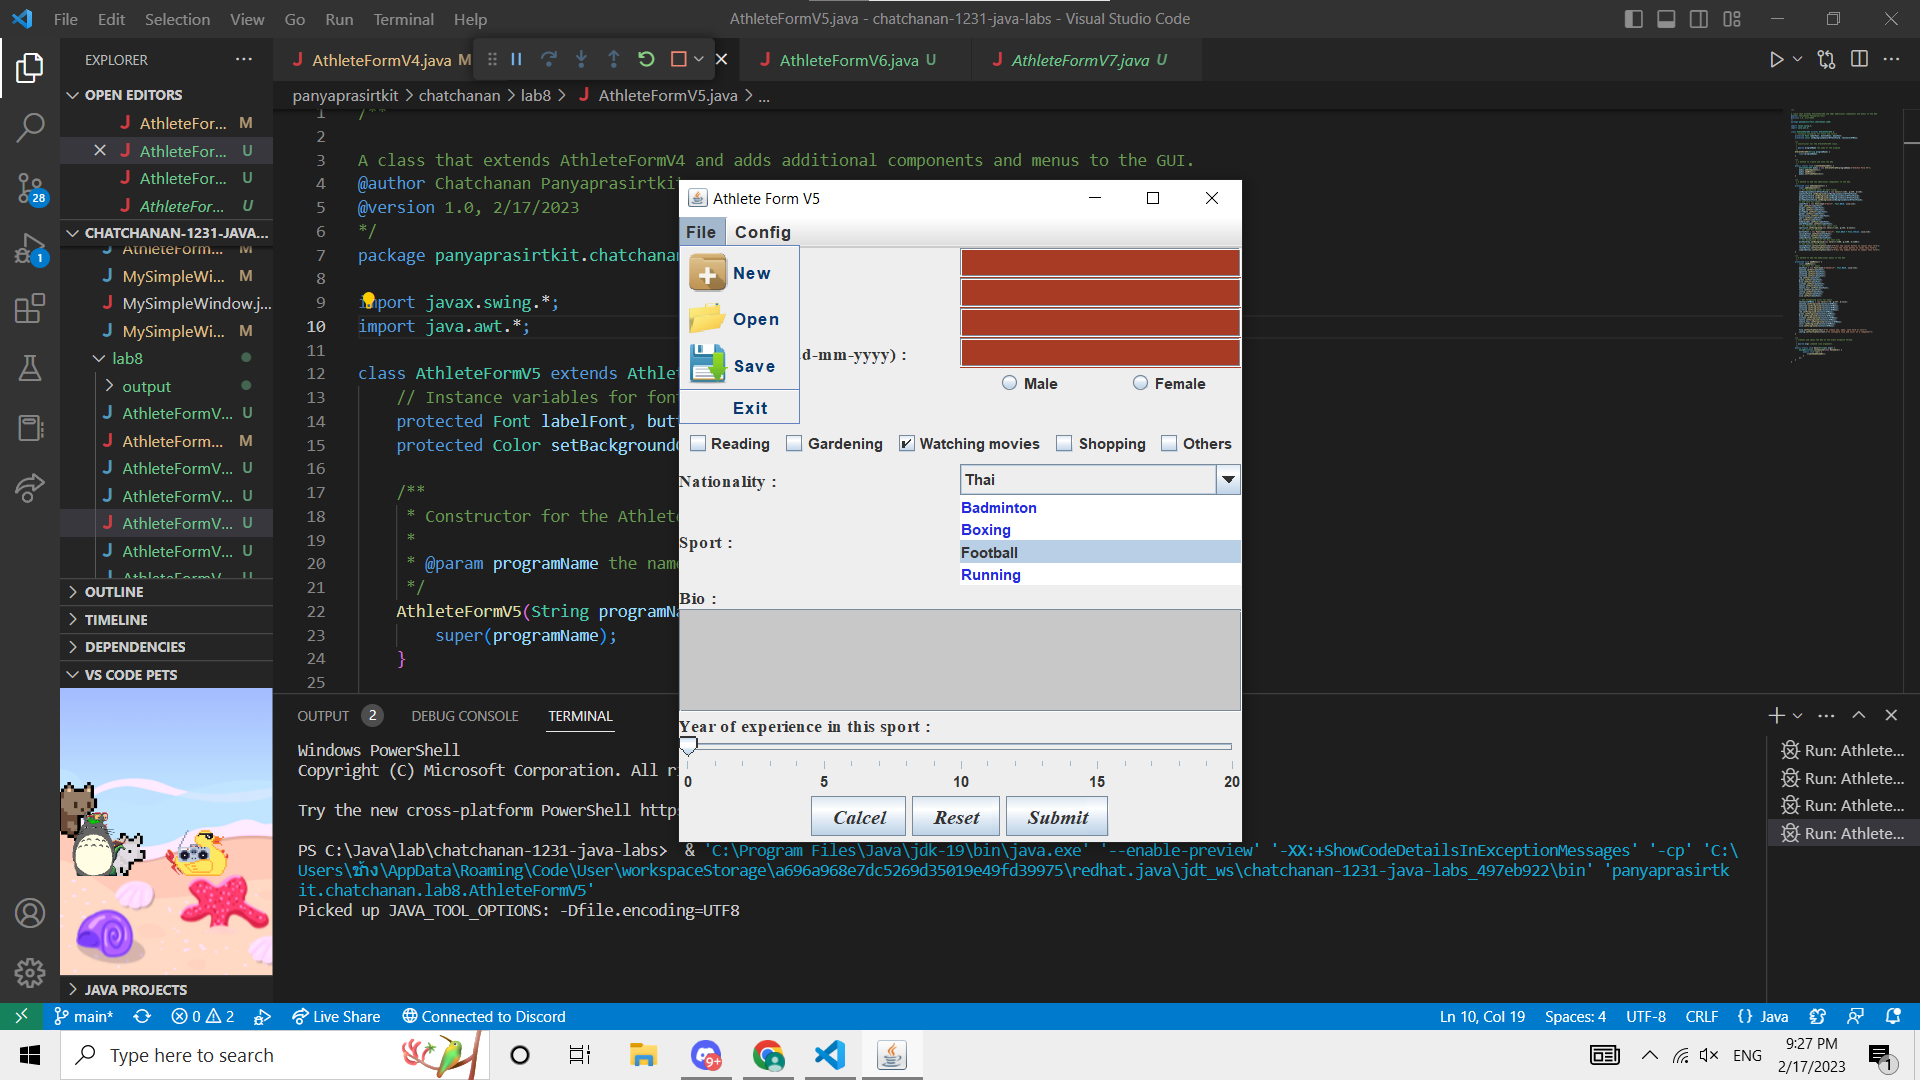 File Edit Selection View Go Run Terminal Help
AthleteFormV5.java - chatchanan-1231-java-labs - Visual Studio Code
EXPLORER
AthleteFormV4.java M
AthleteFormV6.java U
AthleteFormV7.java U
OPEN EDITORS
AthleteFor... M
AthleteFor... U
AthleteFor... U
AthleteFor... U
28
1
CHATCHANAN-1231-JAVA...
AthleteForm... M
MySimpleWi... M
MySimpleWindow.j...
MySimpleWi... M
lab8
output
AthleteFormV... U
AthleteForm... M
AthleteFormV... U
AthleteFormV... U
AthleteFormV... U
AthleteFormV... U
AthleteFormV... U
OUTLINE
TIMELINE
DEPENDENCIES
VS CODE PETS
JAVA PROJECTS
panyaprasirtkit > chatchanan > lab8 > AthleteFormV5.java > ...
1 /**
2
3 A class that extends AthleteFormV4 and adds additional components and menus to the GUI.
4 @author Chatchanan Panyaprasirtkit
5 @version 1.0, 2/17/2023
6 */
7 package panyaprasirtkit.chatchanan
8
9 import javax.swing.*;
10 import java.awt.*;
11
12 class AthleteFormV5 extends Athlet
13 // Instance variables for fon
14 protected Font labelFont, but
15 protected Color setBackground
16
17 /**
18 * Constructor for the Athlet
19 *
20 * @param programName the nam
21 */
22 AthleteFormV5(String programNa
23 super(programName);
24 }
25
Athlete Form V5
File Config
New
Open
Save
Exit
d-mm-yyyy) :
Male Female
Reading Gardening Watching movies Shopping Others
Nationality : Thai
Sport :
Badminton
Boxing
Football
Running
Bio :
Year of experience in this sport :
0 5 10 15 20
Calcel Reset Submit
OUTPUT 2 DEBUG CONSOLE TERMINAL
Windows PowerShell
Copyright (C) Microsoft Corporation. All ri
Try the new cross-platform PowerShell http
PS C:\Java\lab\chatchanan-1231-java-labs> & 'C:\Program Files\Java\jdk-19\bin\java.exe' '--enable-preview' '-XX:+ShowCodeDetailsInExceptionMessages' '-cp' 'C:\
Users\ช้าง\AppData\Roaming\Code\User\workspaceStorage\a696a968e7dc5269d35019e49fd39975\redhat.java\jdt_ws\chatchanan-1231-java-labs_497eb922\bin' 'panyaprasirtk
it.chatchanan.lab8.AthleteFormV5'
Picked up JAVA_TOOL_OPTIONS: -Dfile.encoding=UTF8
Run: Athlete...
Run: Athlete...
Run: Athlete...
Run: Athlete...
main* 0 2 Live Share Connected to Discord
Ln 10, Col 19 Spaces: 4 UTF-8 CRLF {} Java
Type here to search
9+
ENG
9:27 PM
2/17/2023
1